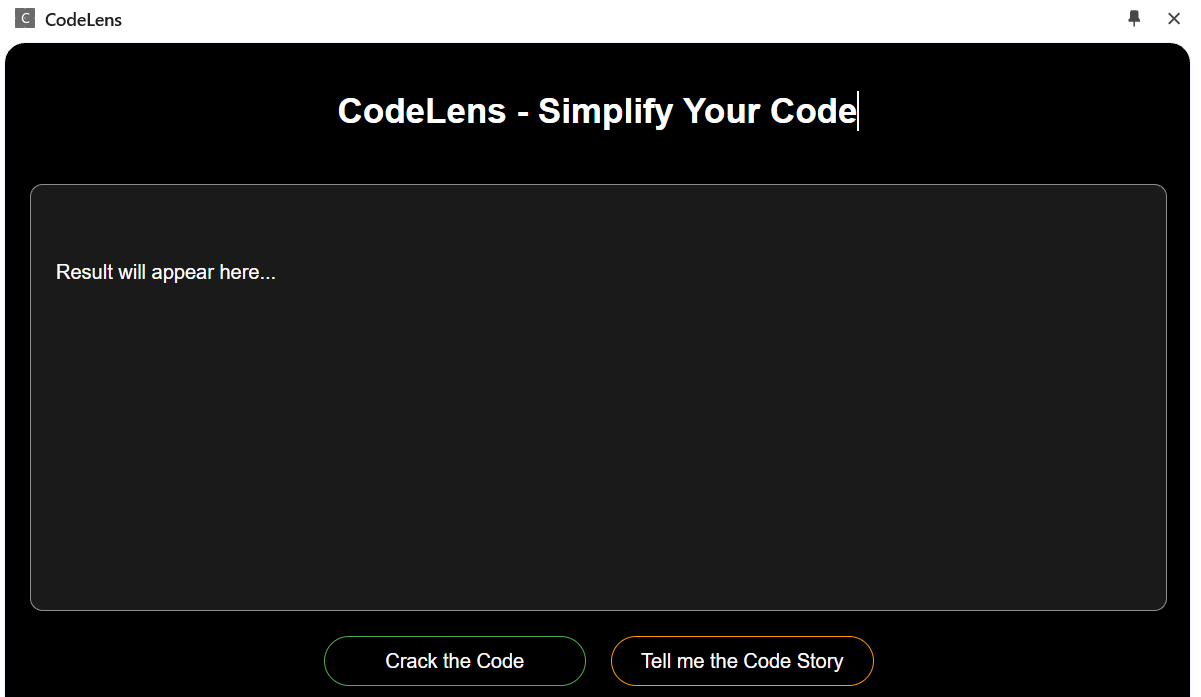 C CodeLens
CodeLens - Simplify Your Code
Result will appear here...
Crack the Code
Tell me the Code Story